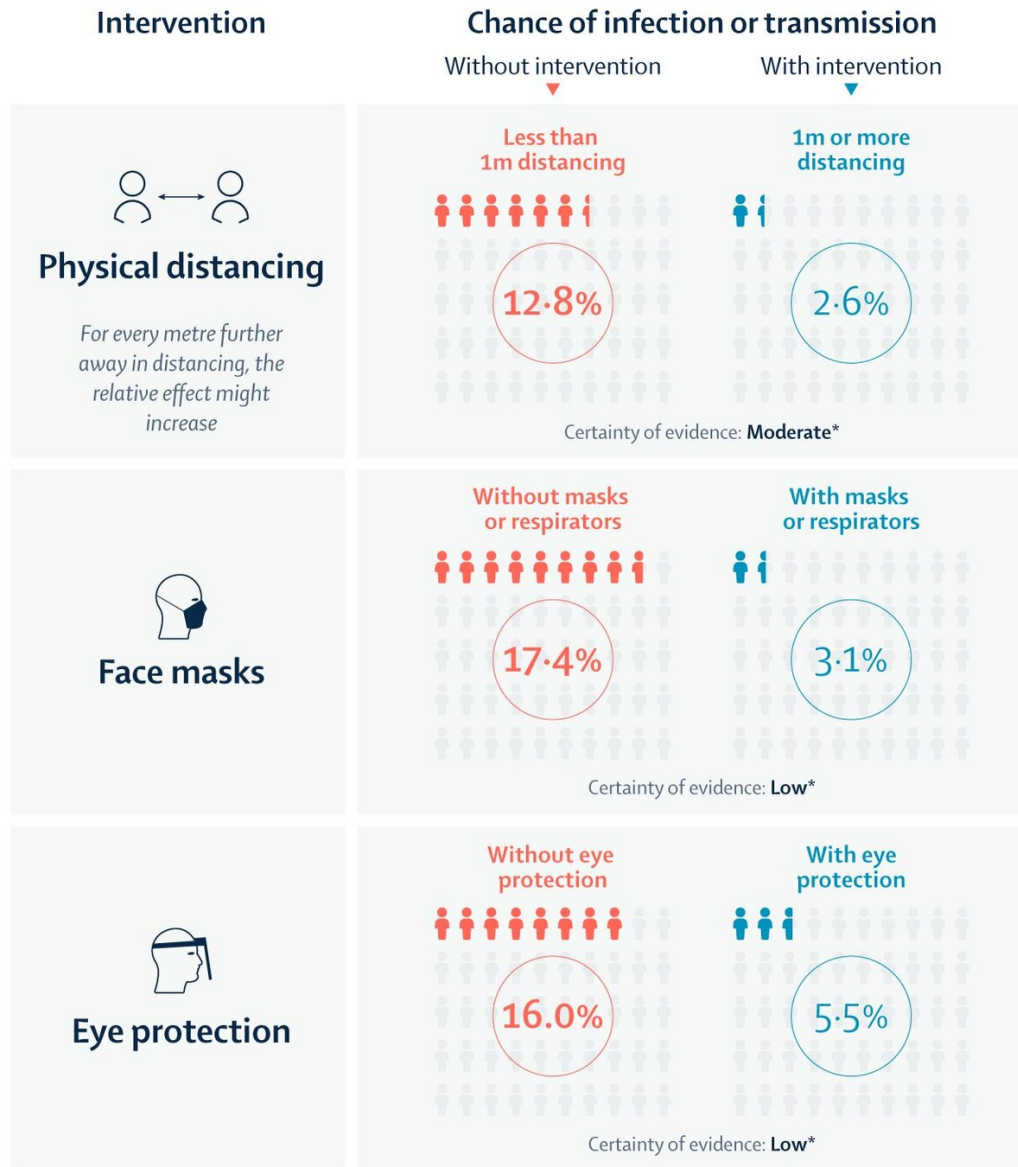 Intervention
Chance of infection or transmission
Without intervention
With intervention
Physical distancing
For every metre further
away in distancing, the
relative effect might
increase
Less than
1m distancing
12·8%
1m or more
distancing
2·6%
Certainty of evidence: Moderate*
Face masks
Without masks
or respirators
17·4%
With masks
or respirators
3·1%
Certainty of evidence: Low*
Eye protection
Without eye
protection
16.0%
With eye
protection
5·5%
Certainty of evidence: Low*